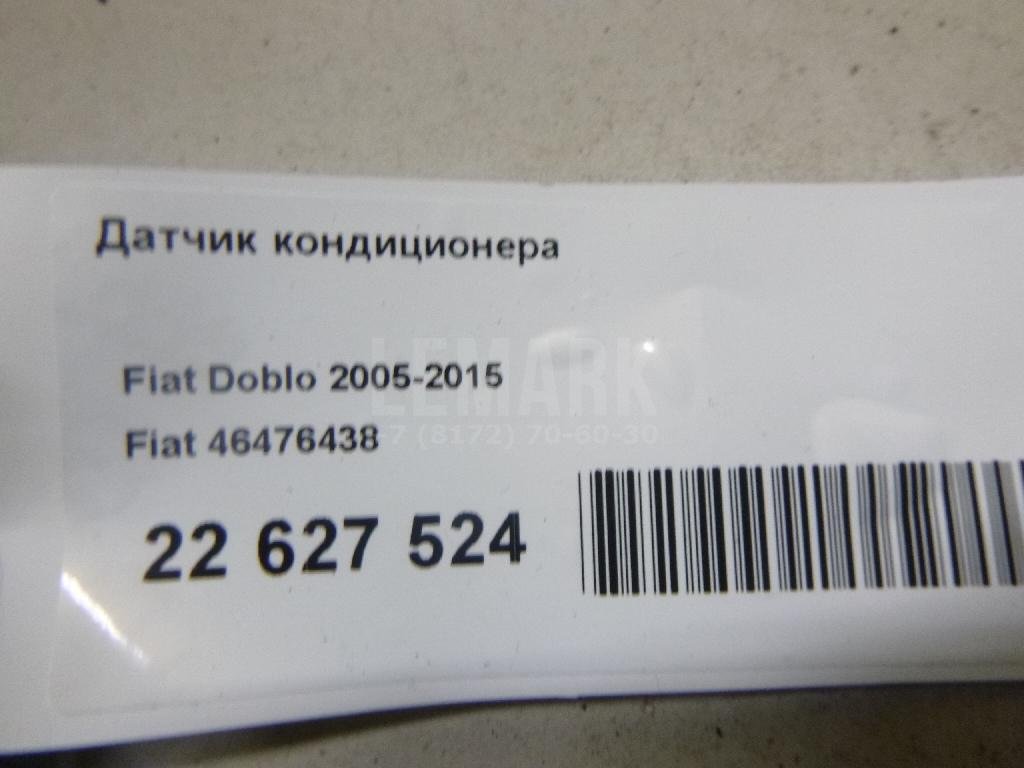 Датчик кондиционера
LEMARK
Fiat Doblo 2005-2015
+7 (8172) 70-60-30
Fiat 46476438
22 627 524